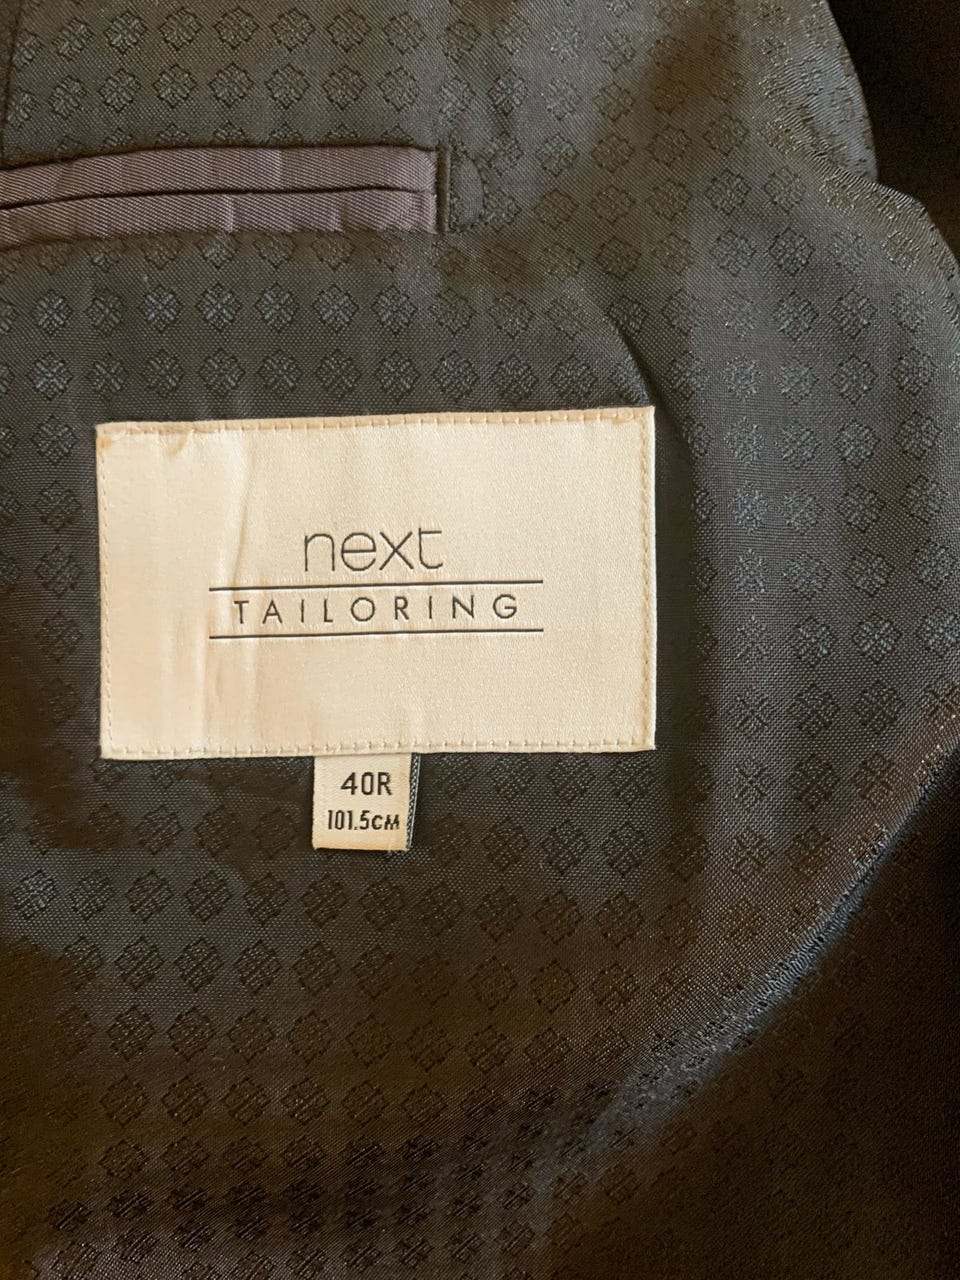 next
TAILORING
40R
101.5CM